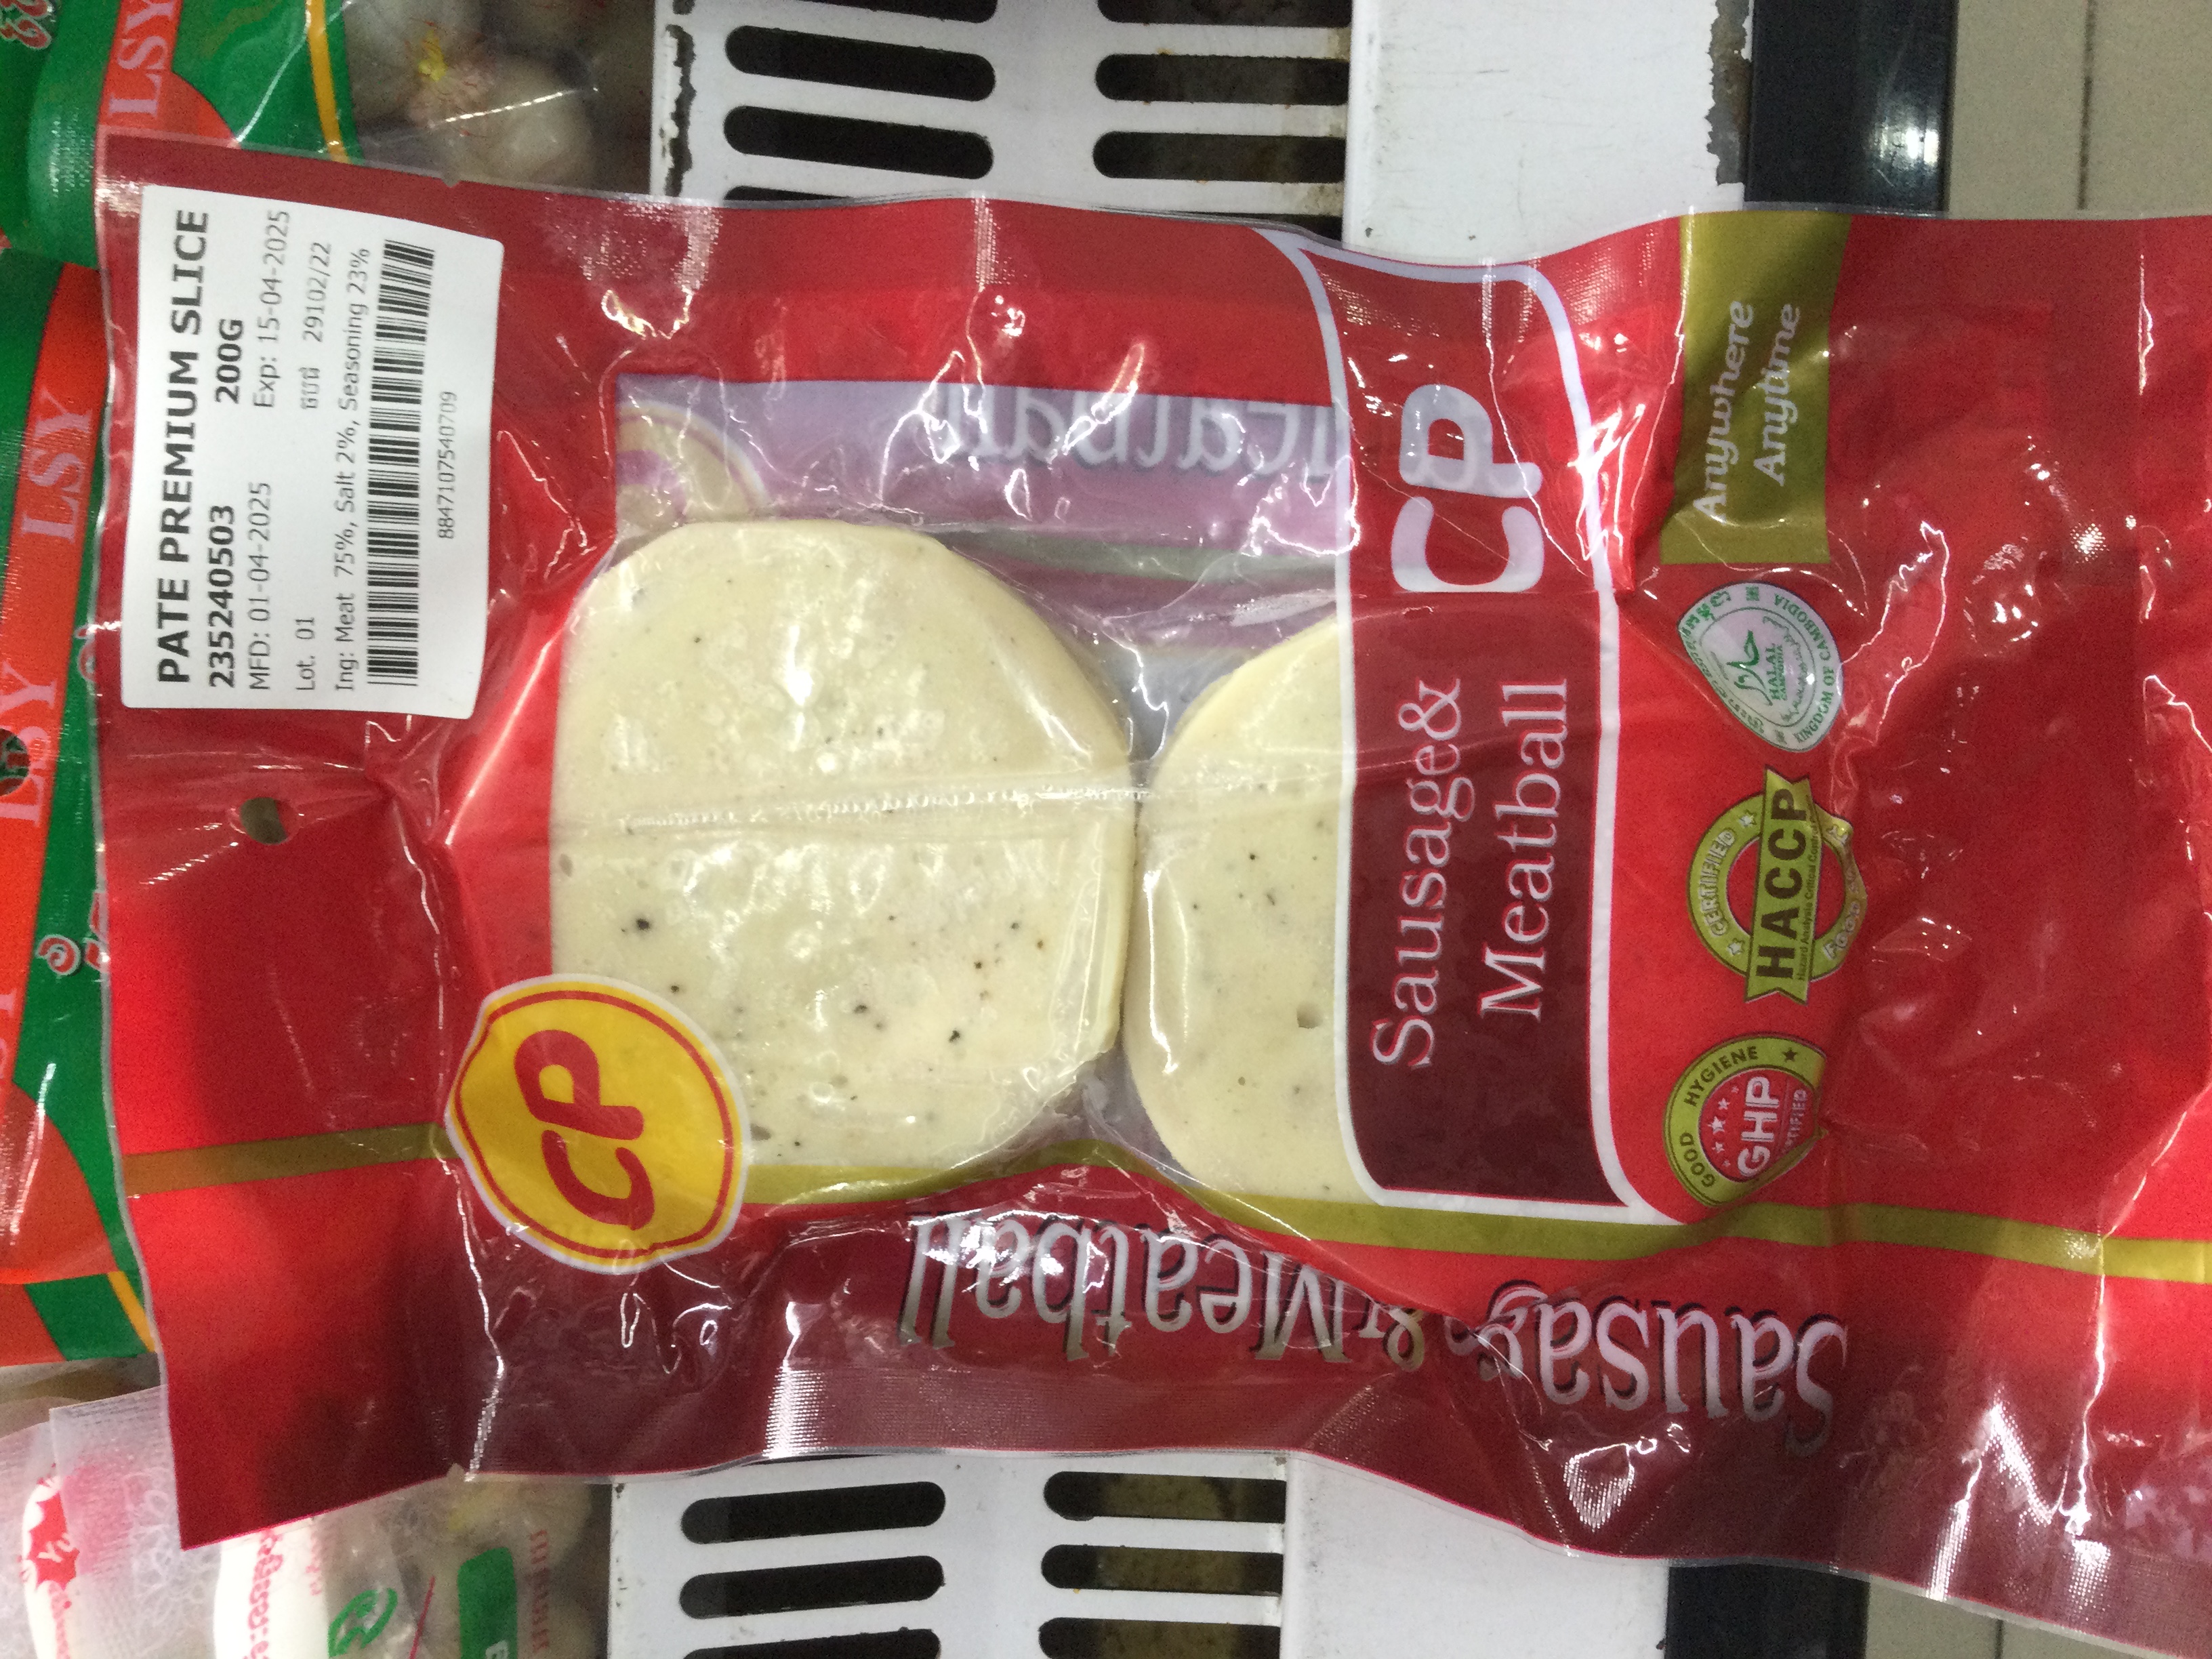 PATE PREMIUM SLICE
235240503 200G
MFD: 01-04-2025 Exp: 15-04-2025
Lot. 01 29102/22
Ing: Meat 75%, Salt 2%, Seasoning 23%
8847107540709
CP
CP
Sausage&
Meatball
Anywhere
Anytime
HALAL
KINGDOM OF CAMBODIA
CERTIFIED
HACCP
GOOD HYGIENE
GHP
Sausag & Meatball
LSY
LSY
LSY